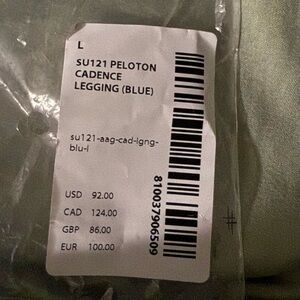 L
SU121 PELOTON
CADENCE
LEGGING (BLUE)
su121-aag-cad-lgng-
blu-l
USD 92.00
CAD 124.00
GBP 86.00
EUR 100.00
810037906509